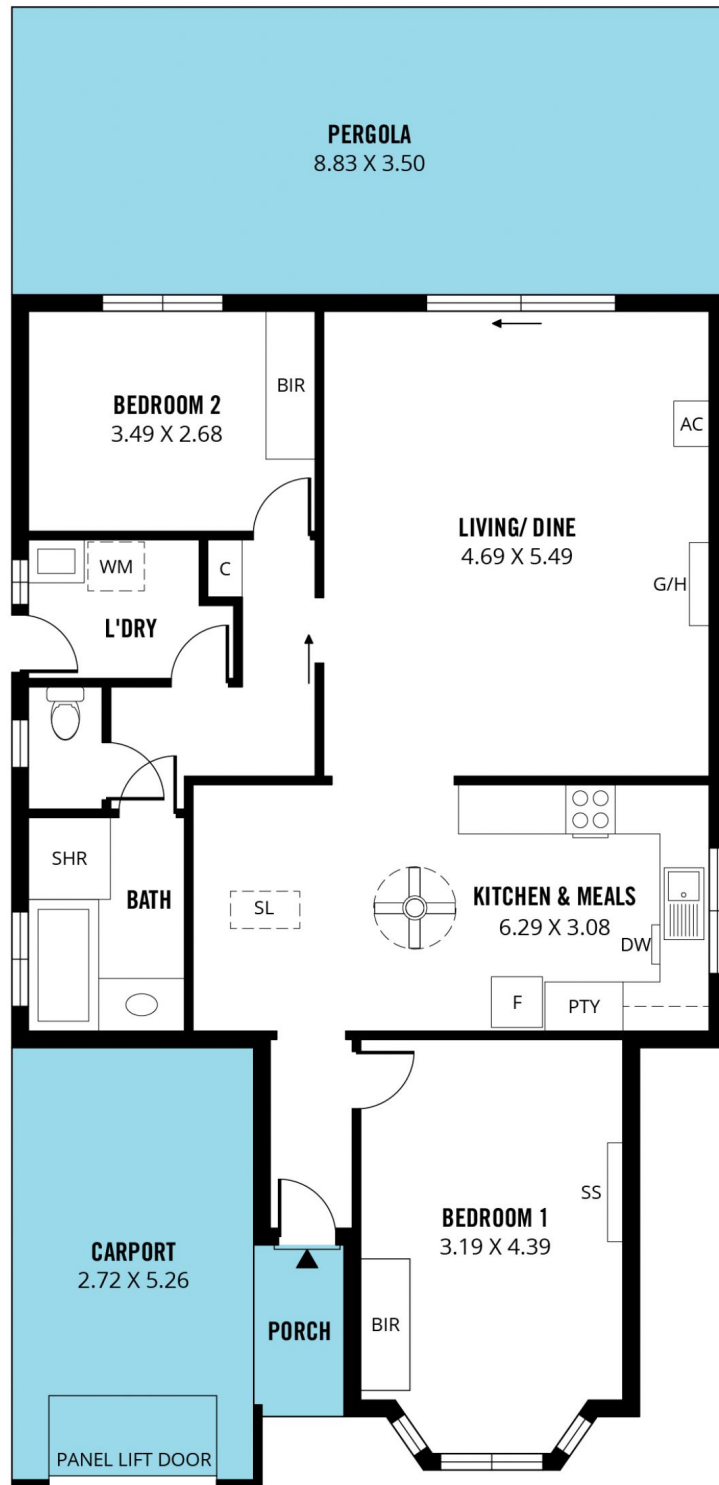 PERGOLA
8.83 X 3.50
BEDROOM 2
3.49 X 2.68
BIR
AC
LIVING/ DINE
4.69 X 5.49
WM
C
G/H
L'DRY
SHR
BATH
SL
KITCHEN & MEALS
6.29 X 3.08
DW
F
PTY
SS
BEDROOM 1
3.19 X 4.39
CARPORT
2.72 X 5.26
PORCH
BIR
PANEL LIFT DOOR